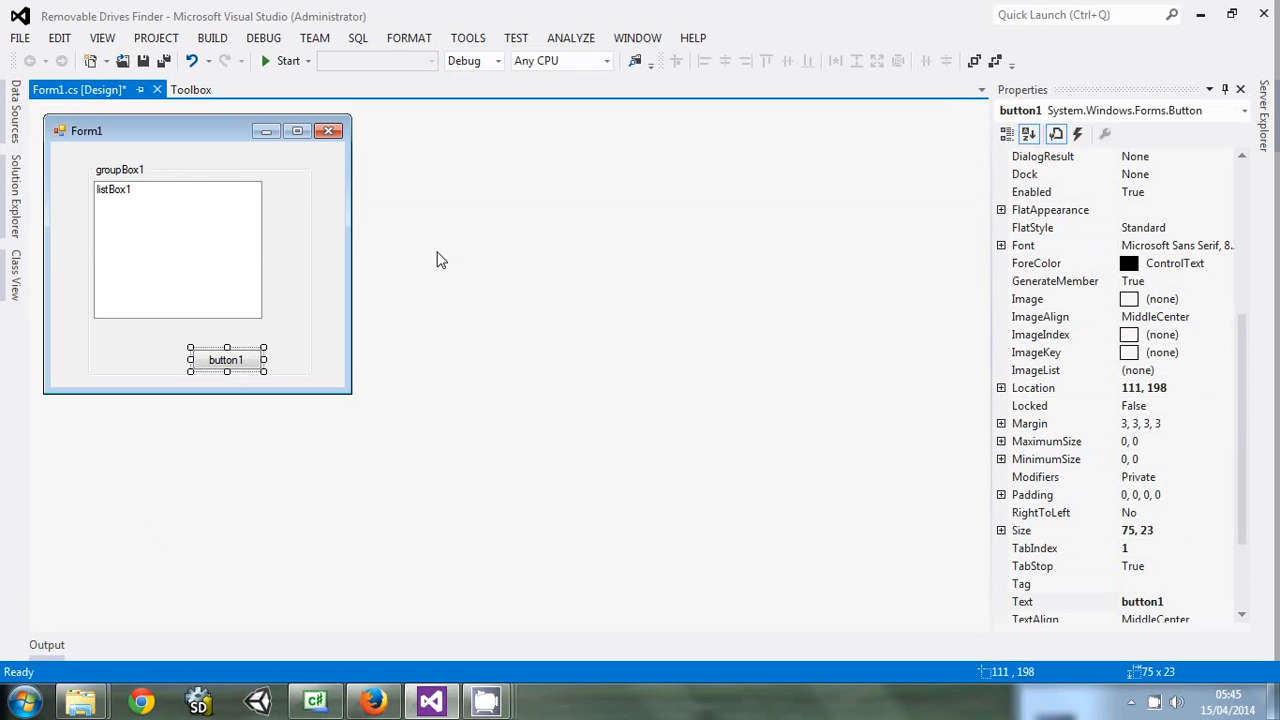 Removable Drives Finder - Microsoft Visual Studio (Administrator)
Quick Launch (Ctrl+Q)
FILE EDIT VIEW PROJECT BUILD DEBUG TEAM SQL FORMAT TOOLS TEST ANALYZE WINDOW HELP
Start Debug Any CPU
Form1.cs [Design]* Toolbox
Data Sources
Solution Explorer
Class View
Form1
groupBox1
listBox1
button1
Properties
button1 System.Windows.Forms.Button
DialogResult None
Dock None
Enabled True
FlatAppearance
FlatStyle Standard
Font Microsoft Sans Serif, 8..
ForeColor ControlText
GenerateMember True
Image (none)
ImageAlign MiddleCenter
ImageIndex (none)
ImageKey (none)
ImageList (none)
Location 111, 198
Locked False
Margin 3, 3, 3, 3
MaximumSize 0, 0
MinimumSize 0, 0
Modifiers Private
Padding 0, 0, 0, 0
RightToLeft No
Size 75, 23
TabIndex 1
TabStop True
Tag
Text button1
TextAlign MiddleCenter
Server Explorer
Output
Ready 111 , 198 75 x 23
SD
C#
05:45
15/04/2014